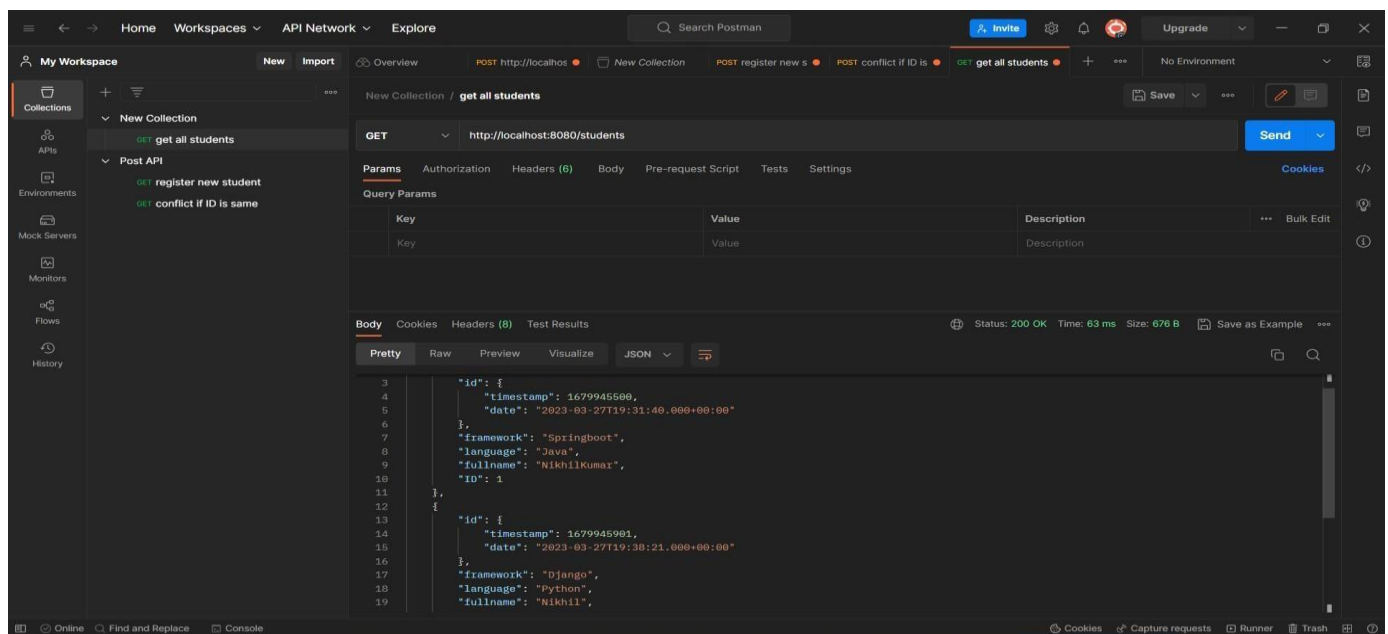 Home Workspaces API Network Explore Search Postman Invite Upgrade
My Workspace New Import Overview POST http://localhos New Collection POST register new s POST conflict if ID is GET get all students No Environment
Collections
APIs
Environments
Mock Servers
Monitors
Flows
History
New Collection
GET get all students
Post API
GET register new student
GET conflict if ID is same
New Collection / get all students Save
GET http://localhost:8080/students Send
Params Authorization Headers (6) Body Pre-request Script Tests Settings Cookies
Query Params
Key Value Description Bulk Edit
Key Value Description
Body Cookies Headers (8) Test Results Status: 200 OK Time: 63 ms Size: 676 B Save as Example
Pretty Raw Preview Visualize JSON
3 "id": {
4 "timestamp": 1679945500,
5 "date": "2023-03-27T19:31:40.000+00:00"
6 },
7 "framework": "Springboot",
8 "language": "Java",
9 "fullname": "NikhilKumar",
10 "ID": 1
11 },
12 {
13 "id": {
14 "timestamp": 1679945901,
15 "date": "2023-03-27T19:38:21.000+00:00"
16 },
17 "framework": "Django",
18 "language": "Python",
19 "fullname": "Nikhil",
Online Find and Replace Console Cookies Capture requests Runner Trash